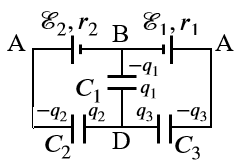 ℰ₂, r₂ ℰ₁, r₁
A B A
−q₁
C₁ q₁
−q₂ q₂ q₃ −q₃
C₂ D C₃